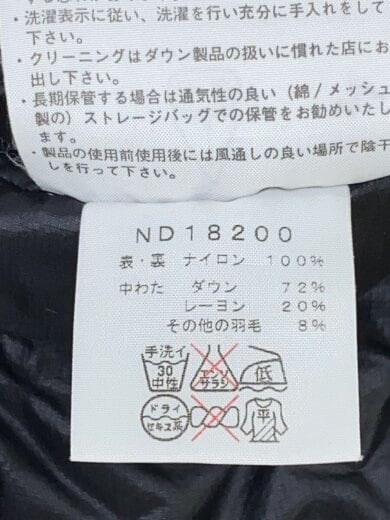 ・洗濯表示に従い、洗濯を行い充分に手入れをして
下さい。
・クリーニングはダウン製品の扱いに慣れた店にお
出し下さい。
・長期保管する場合は通気性の良い（綿/メッシュ
製の）ストレージバッグでの保管をお勧めいたし
ます。
・製品の使用前使用後には風通しの良い場所で陰干
しを行って下さい。
ND18200
表・裏 ナイロン 100%
中わた ダウン 72%
レーヨン 20%
その他の羽毛 8%
手洗イ
30
中性
エンソ
サラシ
低
ドライ
セキユ系
平